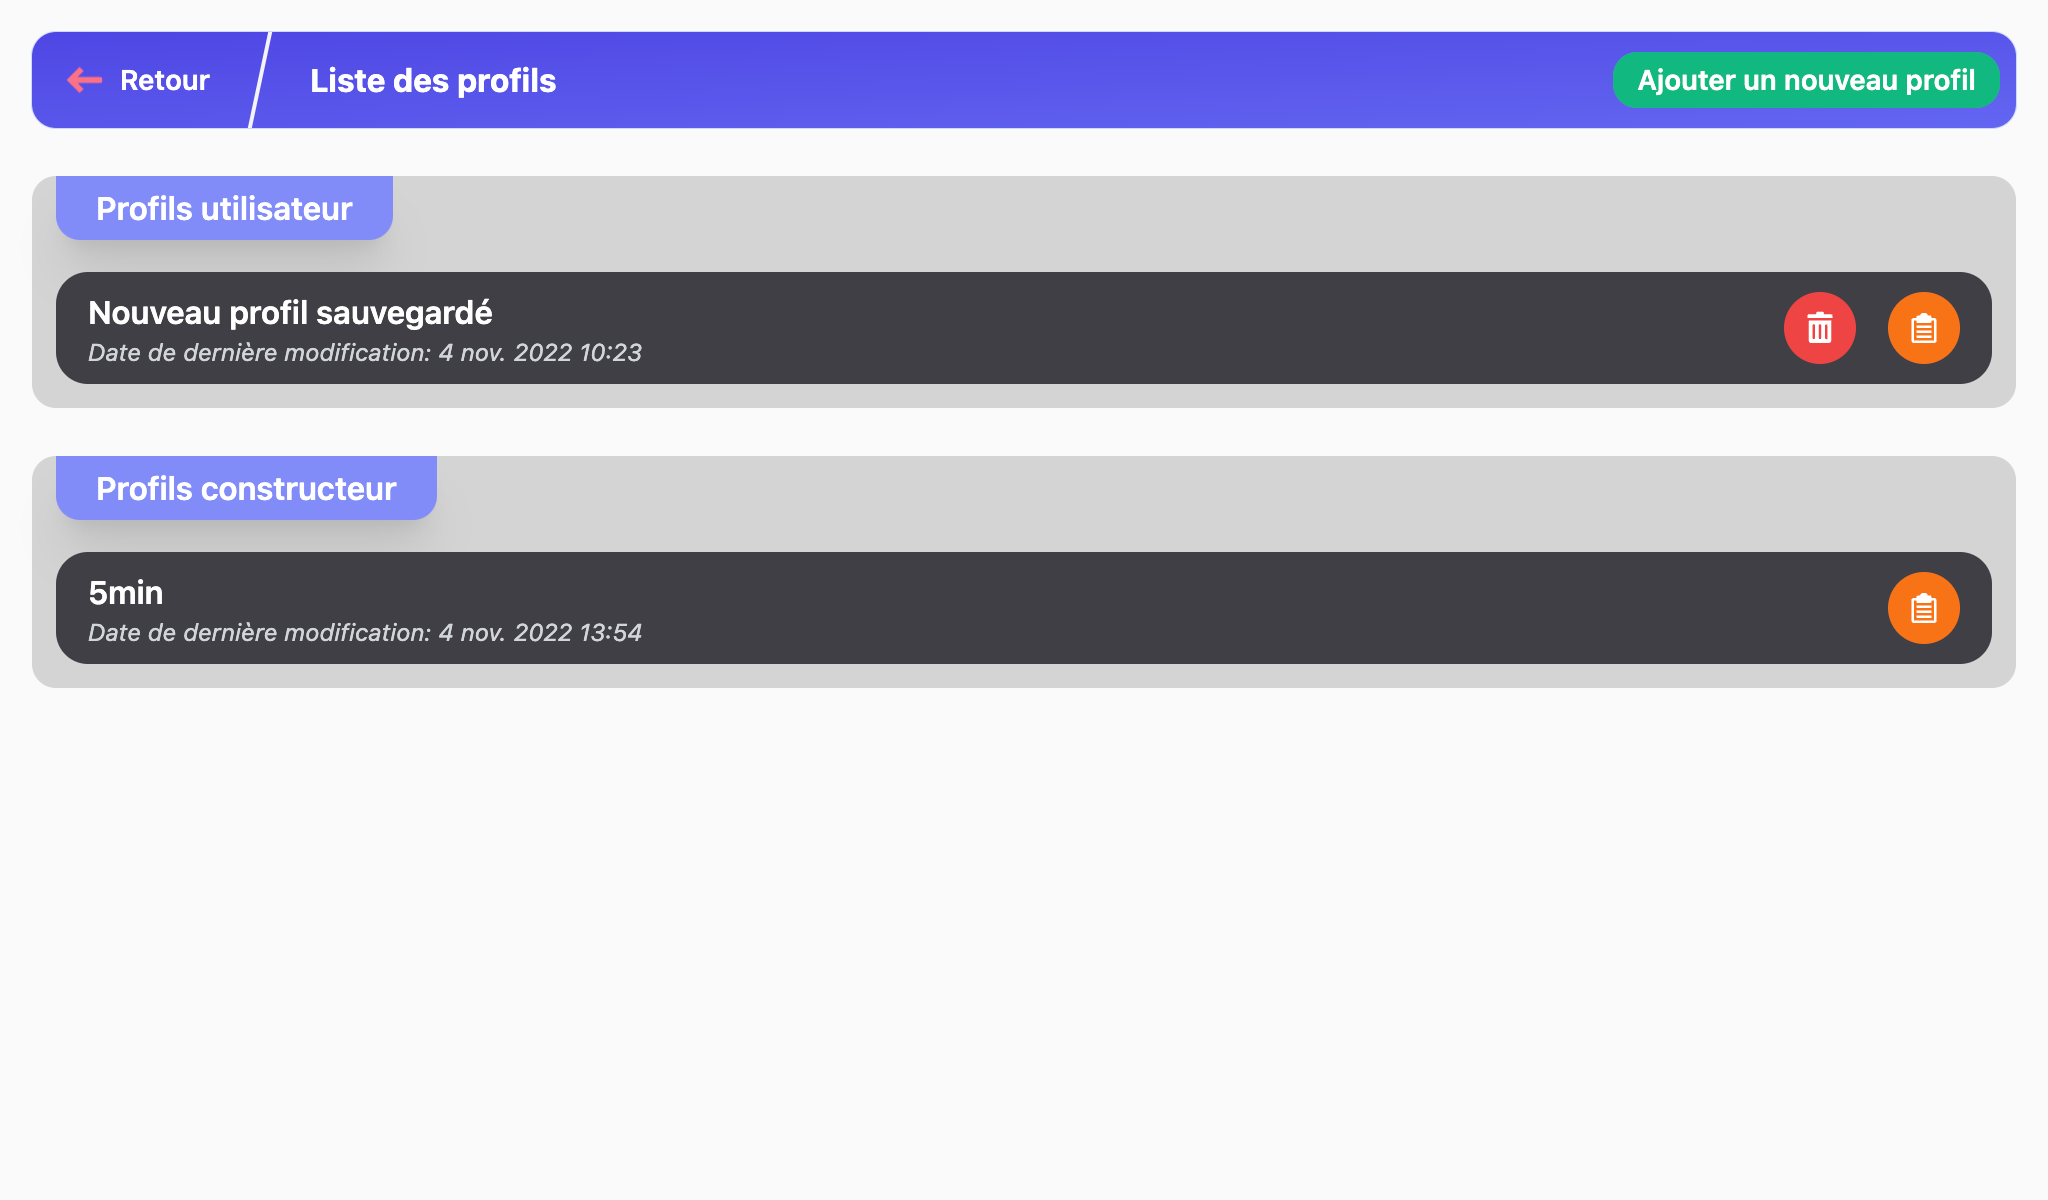 Retour
Liste des profils
Ajouter un nouveau profil
Profils utilisateur
Nouveau profil sauvegardé
Date de dernière modification: 4 nov. 2022 10:23
Profils constructeur
5min
Date de dernière modification: 4 nov. 2022 13:54